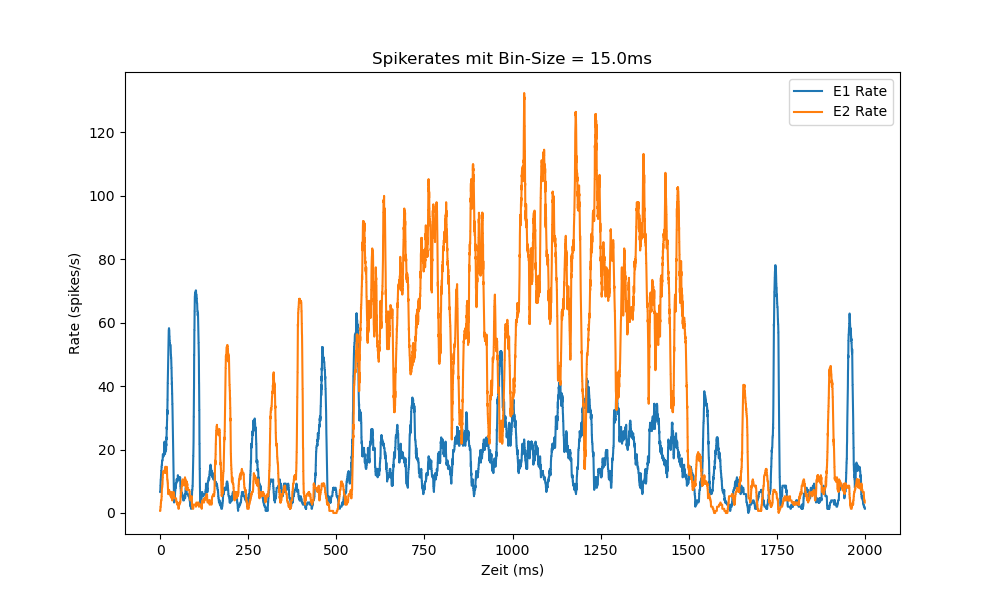 Spikerates mit Bin-Size = 15.0ms
E1 Rate
E2 Rate
Rate (spikes/s)
120
100
80
60
40
20
0
0 250 500 750 1000 1250 1500 1750 2000
Zeit (ms)